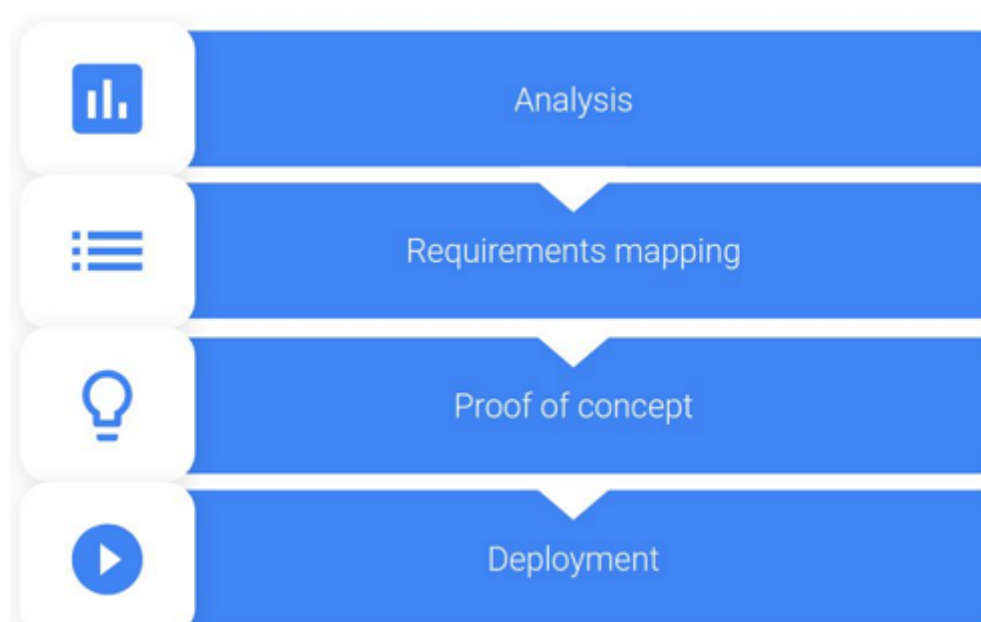 Analysis
Requirements mapping
Proof of concept
Deployment